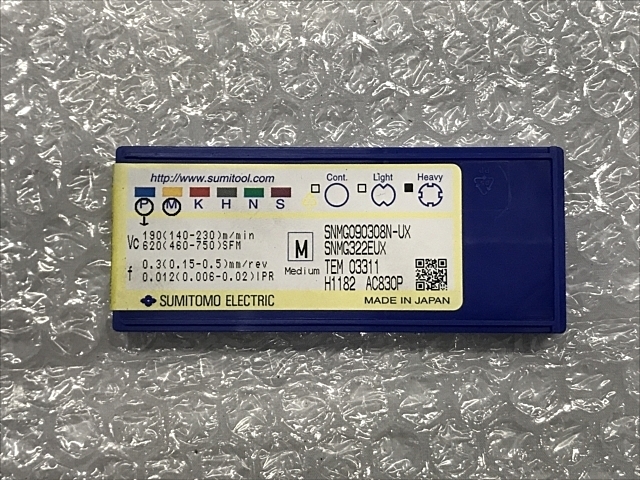 http://www.sumitool.com
Cont. Light Heavy
P M K H N S
Vc 190(140-230)m/min
620(460-750)SFM
f 0.3(0.15-0.5)mm/rev
0.012(0.006-0.02)IPR
M
Medium
SNMG090308N-UX
SNMG322EUX
TEM 03311
H1182 AC830P
SUMITOMO ELECTRIC
MADE IN JAPAN